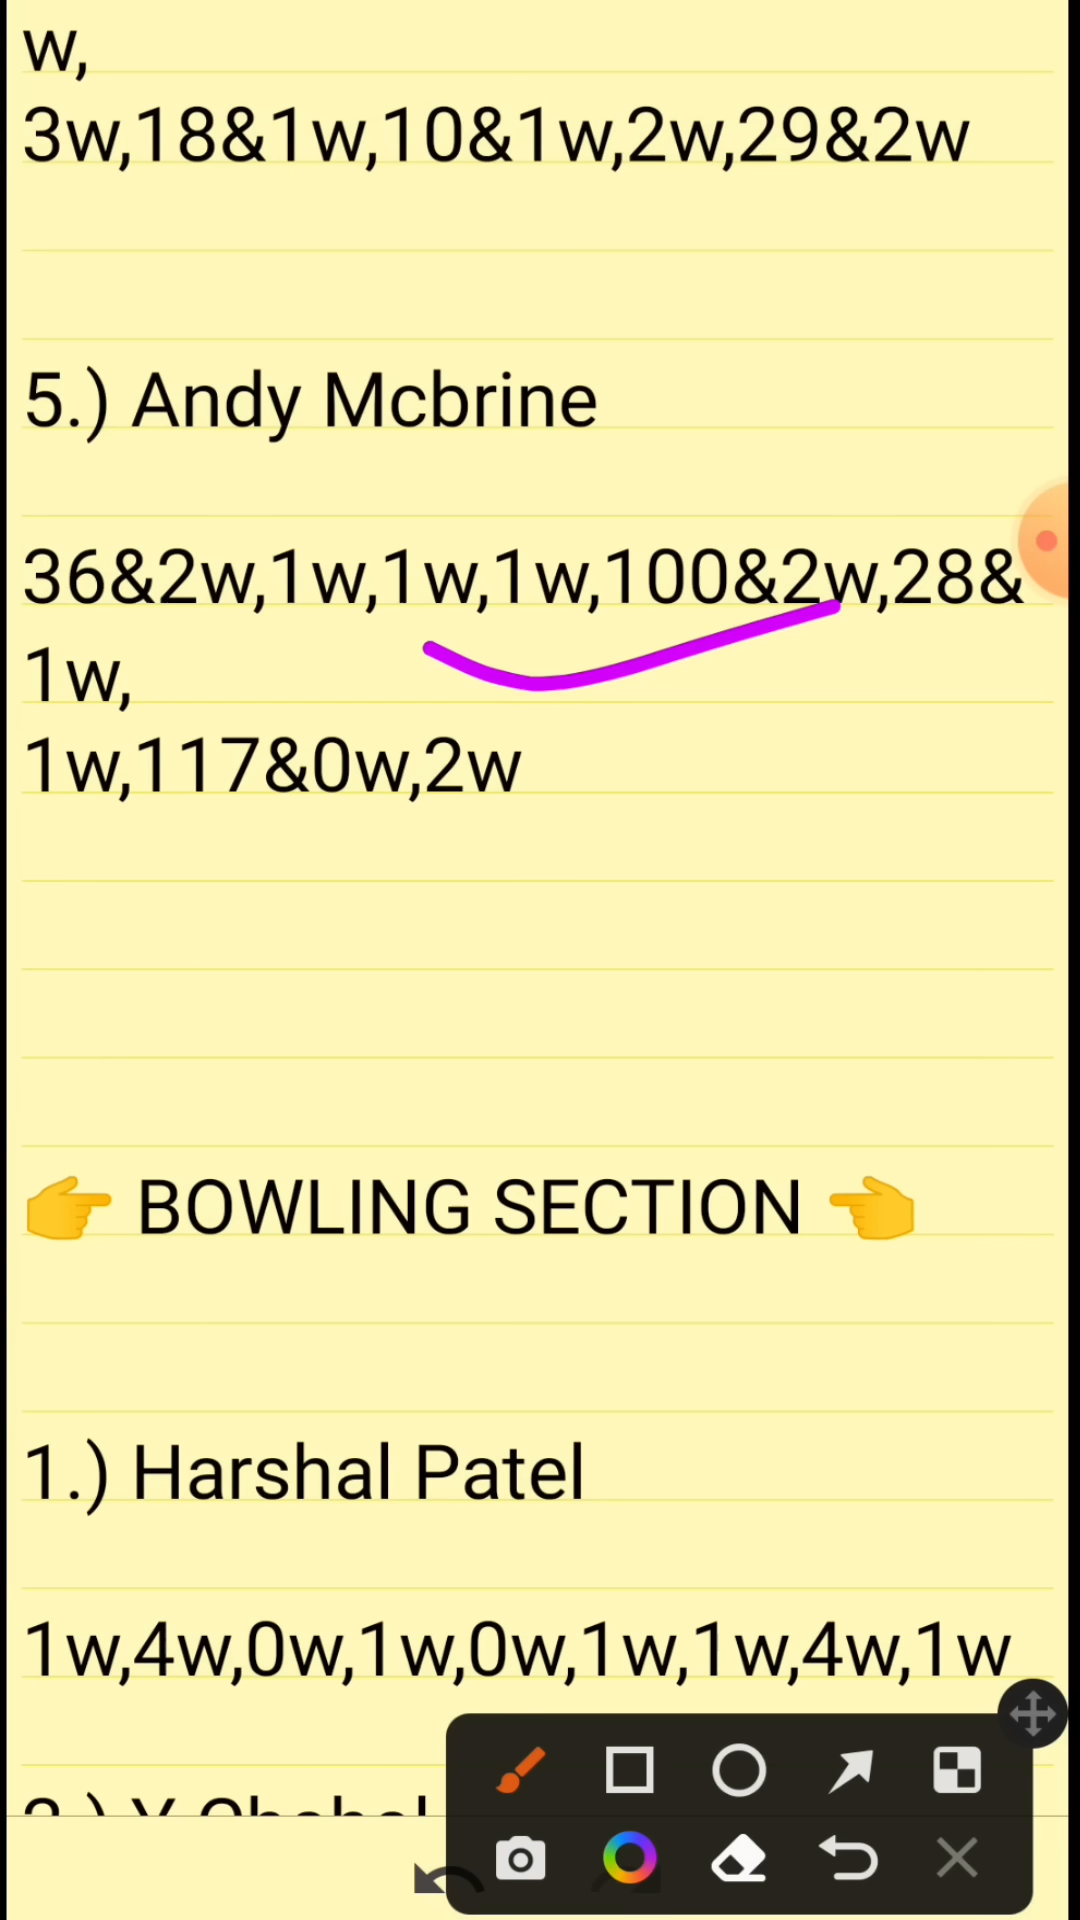 w,
3w,18&1w,10&1w,2w,29&2w
5.) Andy Mcbrine
36&2w,1w,1w,1w,100&2w,28&
1w,
1w,117&0w,2w
👉 BOWLING SECTION 👈
1.) Harshal Patel
1w,4w,0w,1w,0w,1w,1w,4w,1w